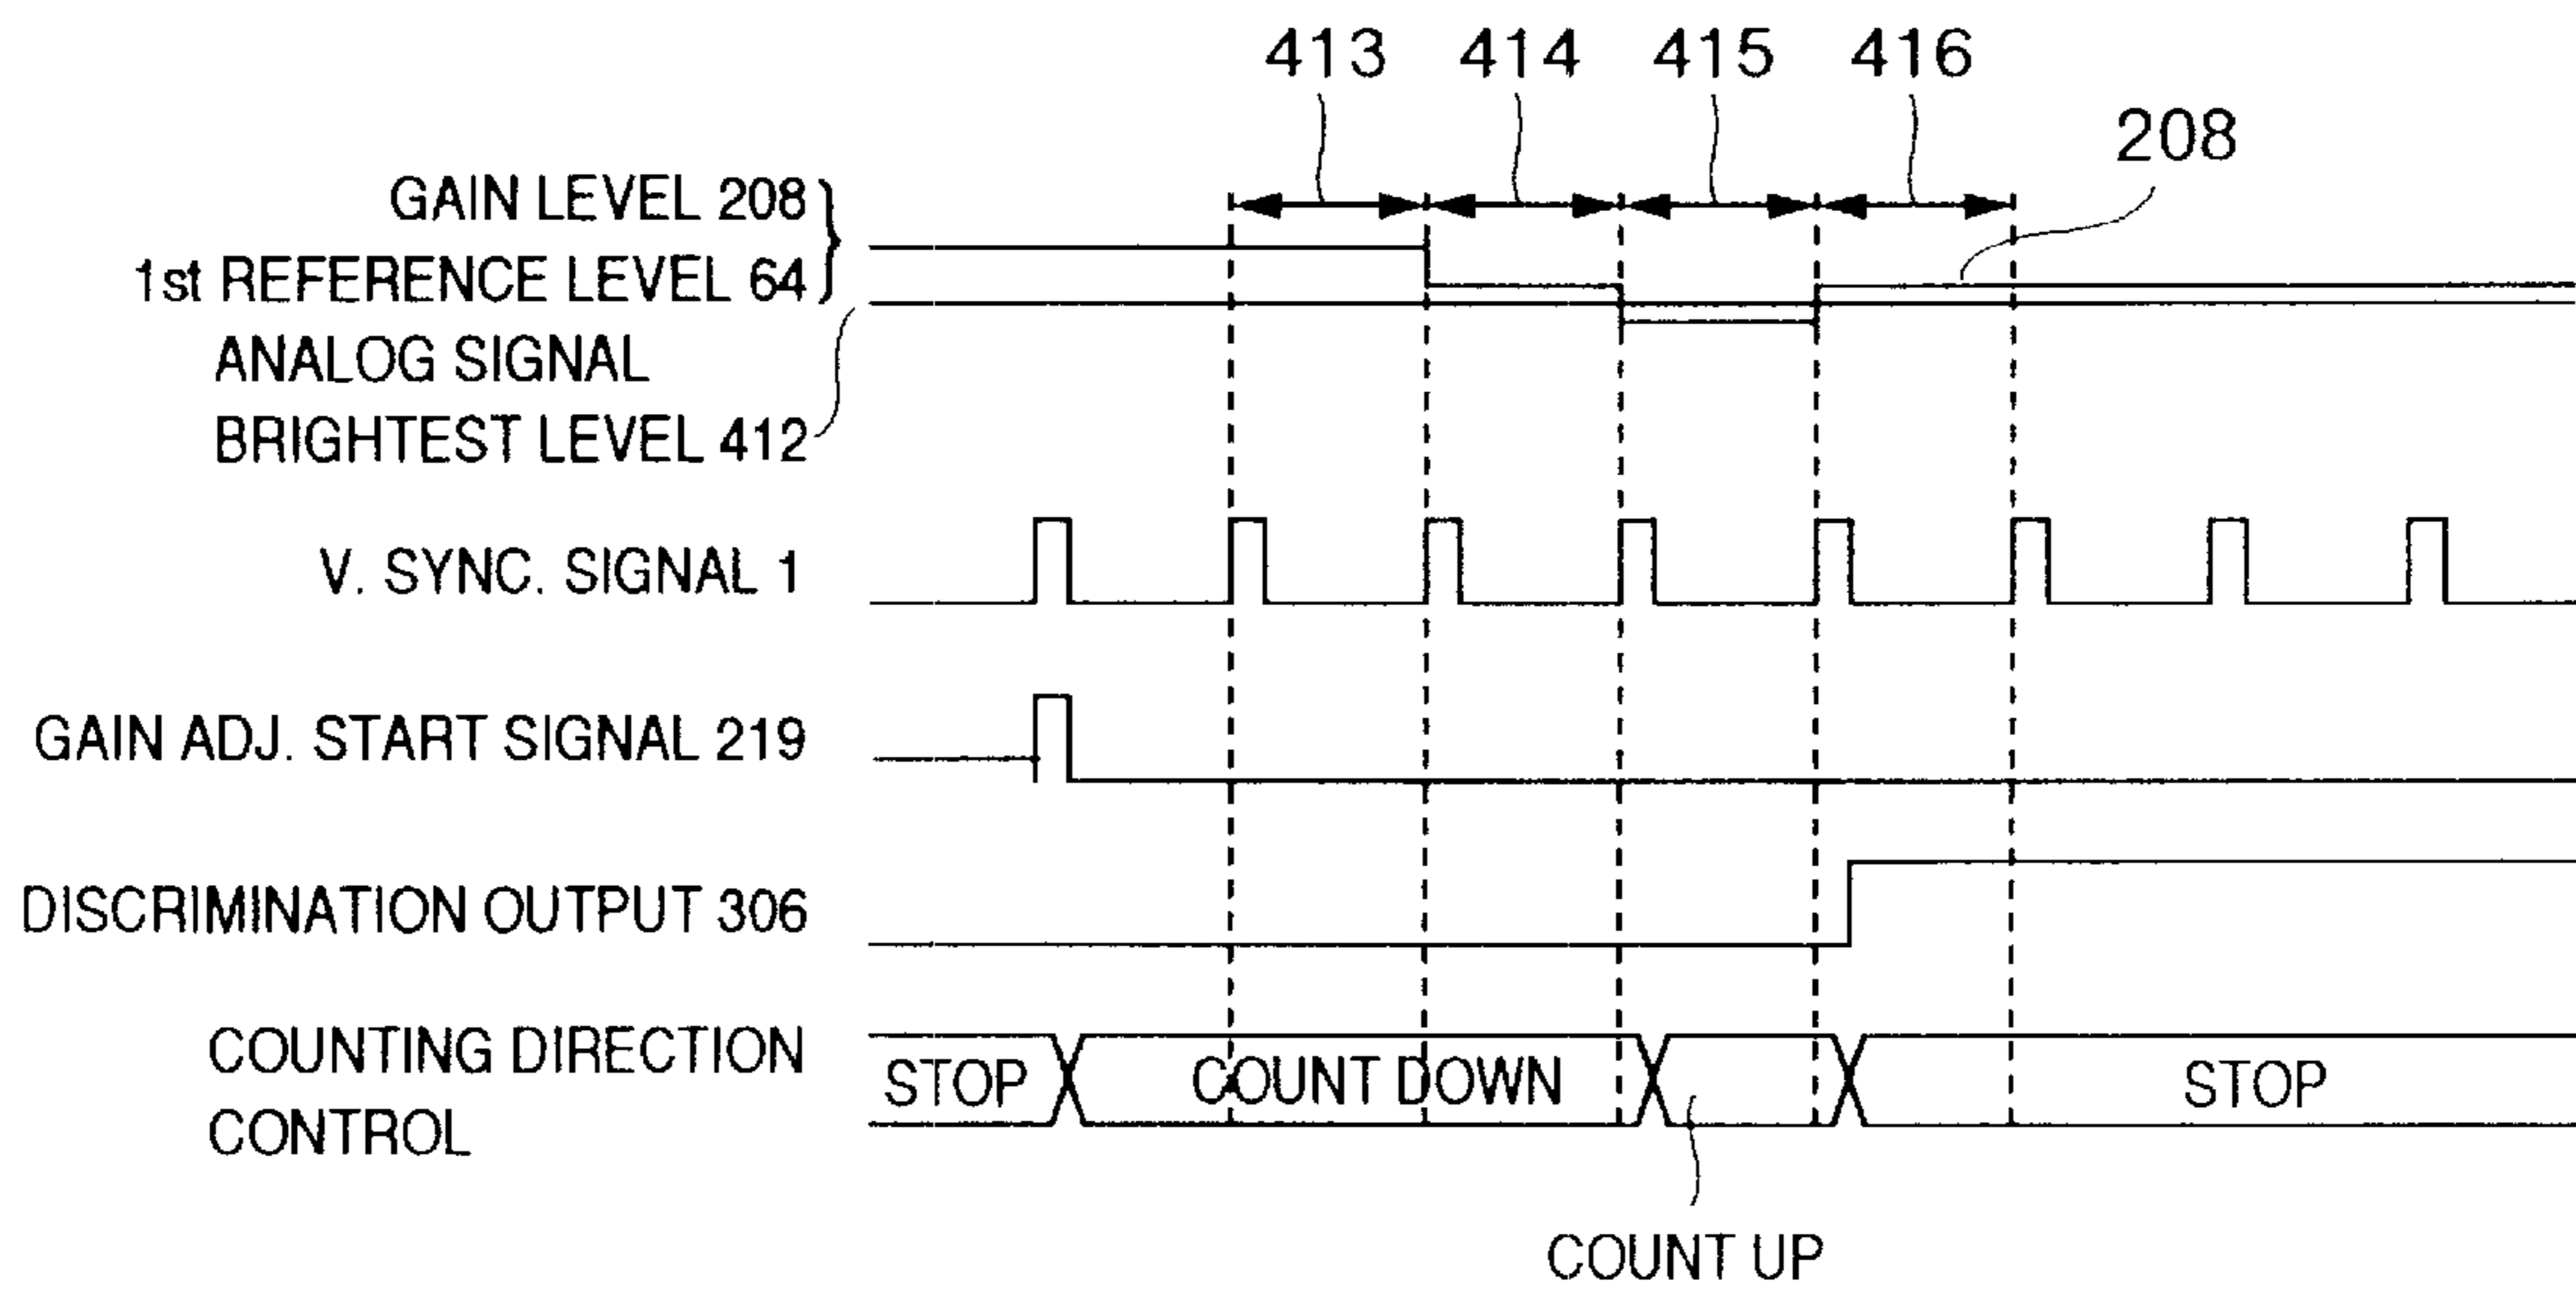 413 414 415 416
208
GAIN LEVEL 208
1st REFERENCE LEVEL 64
ANALOG SIGNAL
BRIGHTEST LEVEL 412
V. SYNC. SIGNAL 1
GAIN ADJ. START SIGNAL 219
DISCRIMINATION OUTPUT 306
COUNTING DIRECTION
CONTROL
STOP COUNT DOWN STOP
COUNT UP